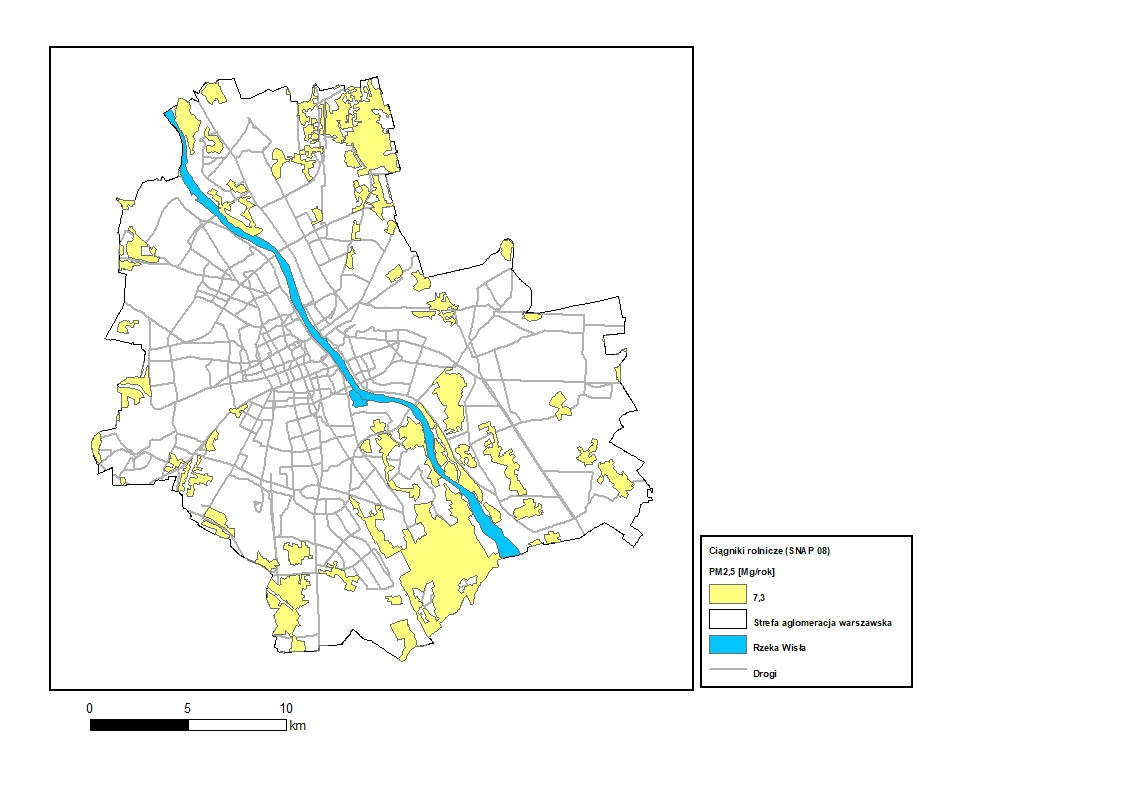 Ciągniki rolnicze (SNAP 08)
PM2,5 [Mg/rok]
7,3
Strefa aglomeracja warszawska
Rzeka Wisła
Drogi
0 5 10
km